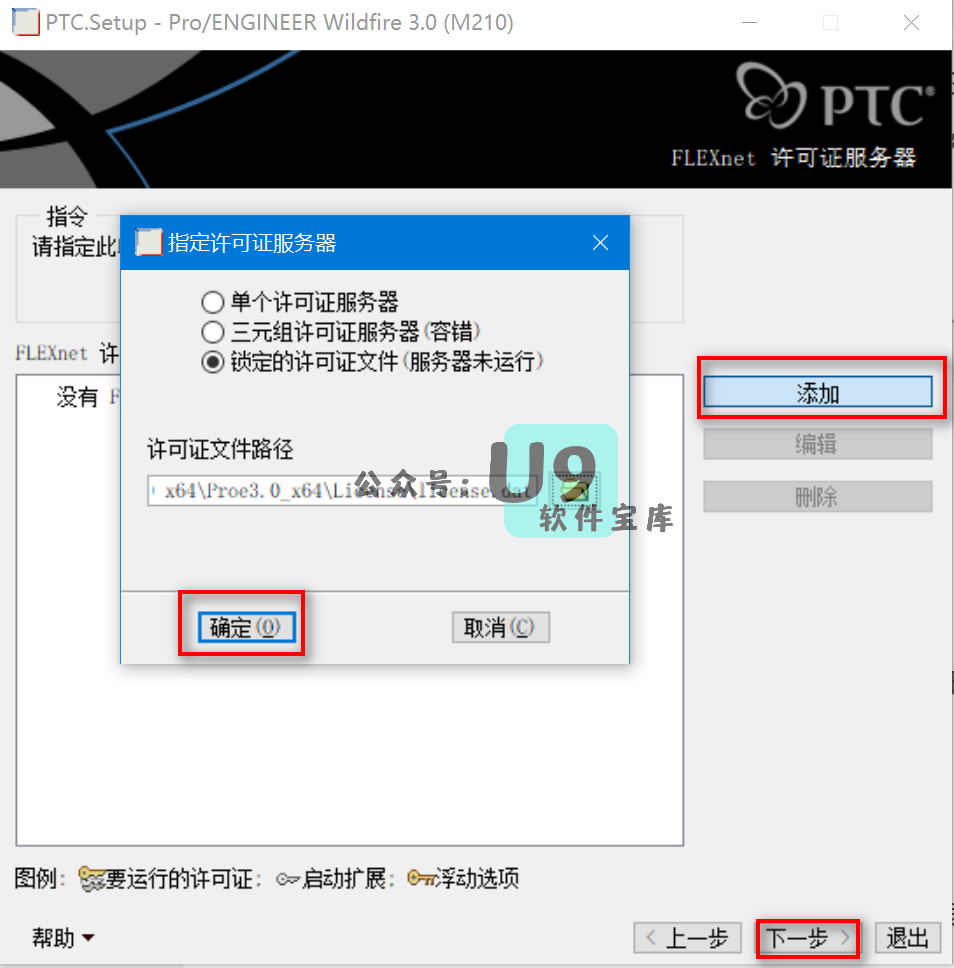 PTC.Setup - Pro/ENGINEER Wildfire 3.0 (M210)
PTC®
FLEXnet 许可证服务器
指令
请指定此
指定许可证服务器
单个许可证服务器
三元组许可证服务器(容错)
锁定的许可证文件(服务器未运行)
FLEXnet 许
没有 F
添加
编辑
删除
许可证文件路径
x64\Proe3.0_x64\License\license.dat
公众号:
U9
软件宝库
确定(O)
取消(C)
图例: 要运行的许可证: 启动扩展: 浮动选项
帮助
< 上一步
下一步 >
退出